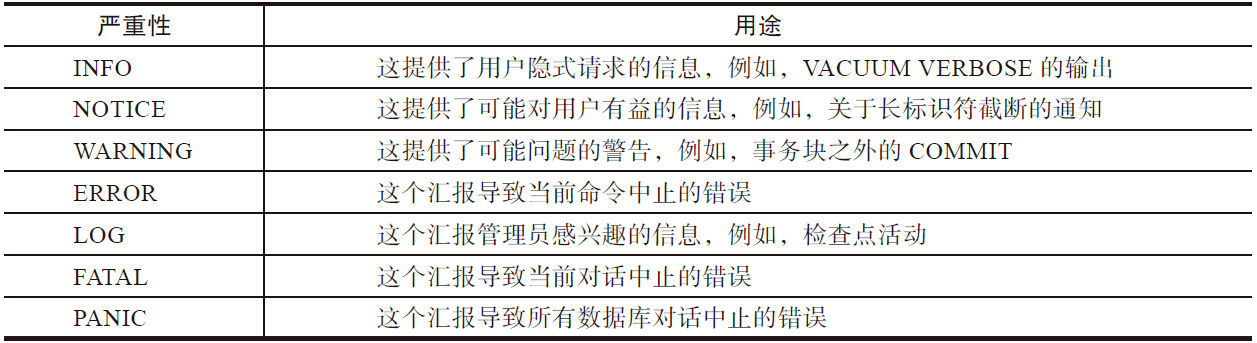 严重性 用途
INFO 这提供了用户隐式请求的信息，例如，VACUUM VERBOSE 的输出
NOTICE 这提供了可能对用户有益的信息，例如，关于长标识符截断的通知
WARNING 这提供了可能问题的警告，例如，事务块之外的 COMMIT
ERROR 这个汇报导致当前命令中止的错误
LOG 这个汇报管理员感兴趣的信息，例如，检查点活动
FATAL 这个汇报导致当前对话中止的错误
PANIC 这个汇报导致所有数据库对话中止的错误